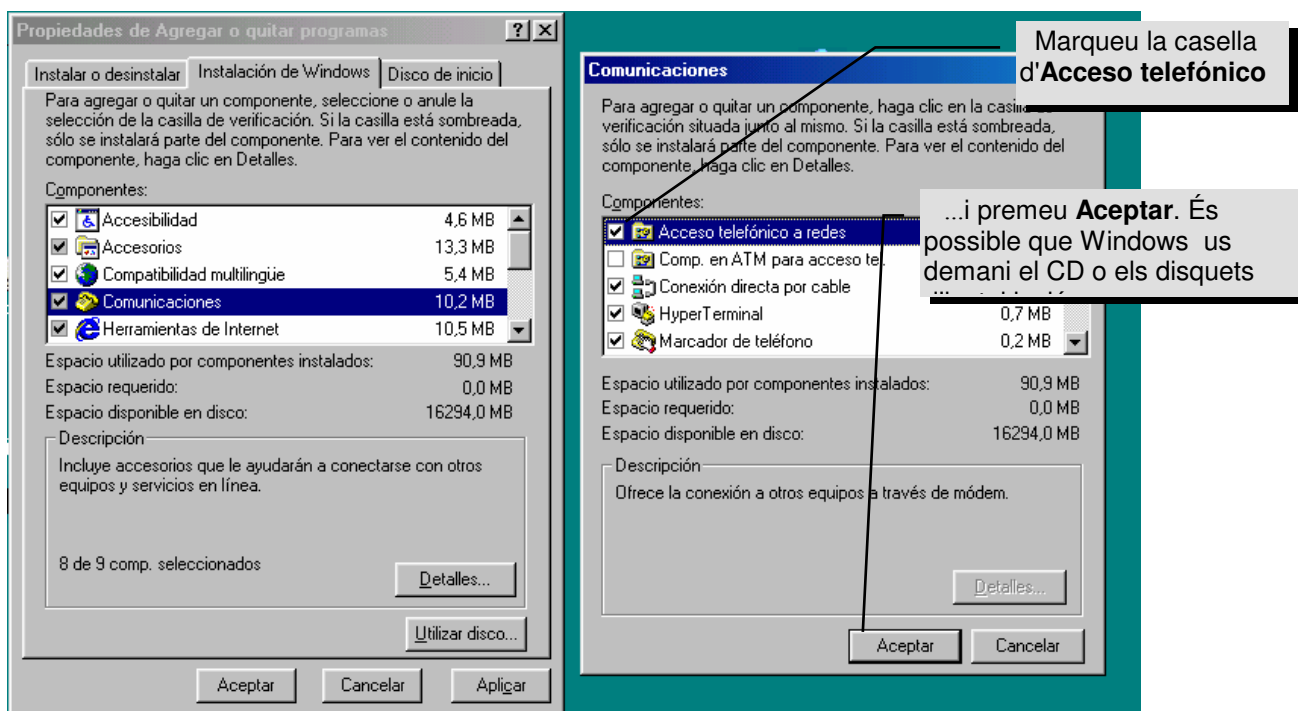 Propiedades de Agregar o quitar programas
Instalar o desinstalar Instalación de Windows Disco de inicio
Para agregar o quitar un componente, seleccione o anule la
selección de la casilla de verificación. Si la casilla está sombreada,
sólo se instalará parte del componente. Para ver el contenido del
componente, haga clic en Detalles.
Componentes:
Accesibilidad 4,6 MB
Accesorios 13,3 MB
Compatibilidad multilingüe 5,4 MB
Comunicaciones 10,2 MB
Herramientas de Internet 10,5 MB
Espacio utilizado por componentes instalados: 90,9 MB
Espacio requerido: 0,0 MB
Espacio disponible en disco: 16294,0 MB
Descripción
Incluye accesorios que le ayudarán a conectarse con otros
equipos y servicios en línea.
8 de 9 comp. seleccionados
Detalles...
Utilizar disco...
Aceptar Cancelar Aplicar
Comunicaciones
Para agregar o quitar un componente, haga clic en la casilla de
verificación situada junto al mismo. Si la casilla está sombreada,
sólo se instalará parte del componente. Para ver el contenido del
componente, haga clic en Detalles.
Componentes:
Acceso telefónico a redes
Comp. en ATM para acceso te.
Conexión directa por cable
HyperTerminal 0,7 MB
Marcador de teléfono 0,2 MB
Espacio utilizado por componentes instalados: 90,9 MB
Espacio requerido: 0,0 MB
Espacio disponible en disco: 16294,0 MB
Descripción
Ofrece la conexión a otros equipos a través de módem.
Detalles...
Aceptar Cancelar
Marqueu la casella
d'Acceso telefónico
...i premeu Aceptar. És
possible que Windows us
demani el CD o els disquets